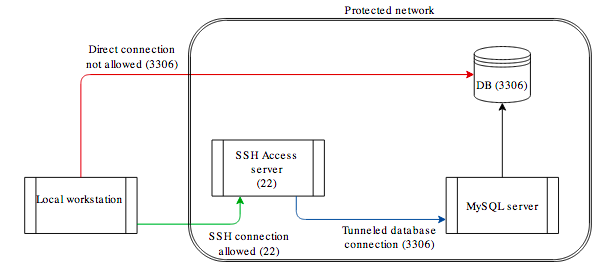 Protected network
Direct connection
not allowed (3306)
DB (3306)
SSH Access
server
(22)
Local workstation
MySQL server
SSH connection
allowed (22)
Tunneled database
connection (3306)